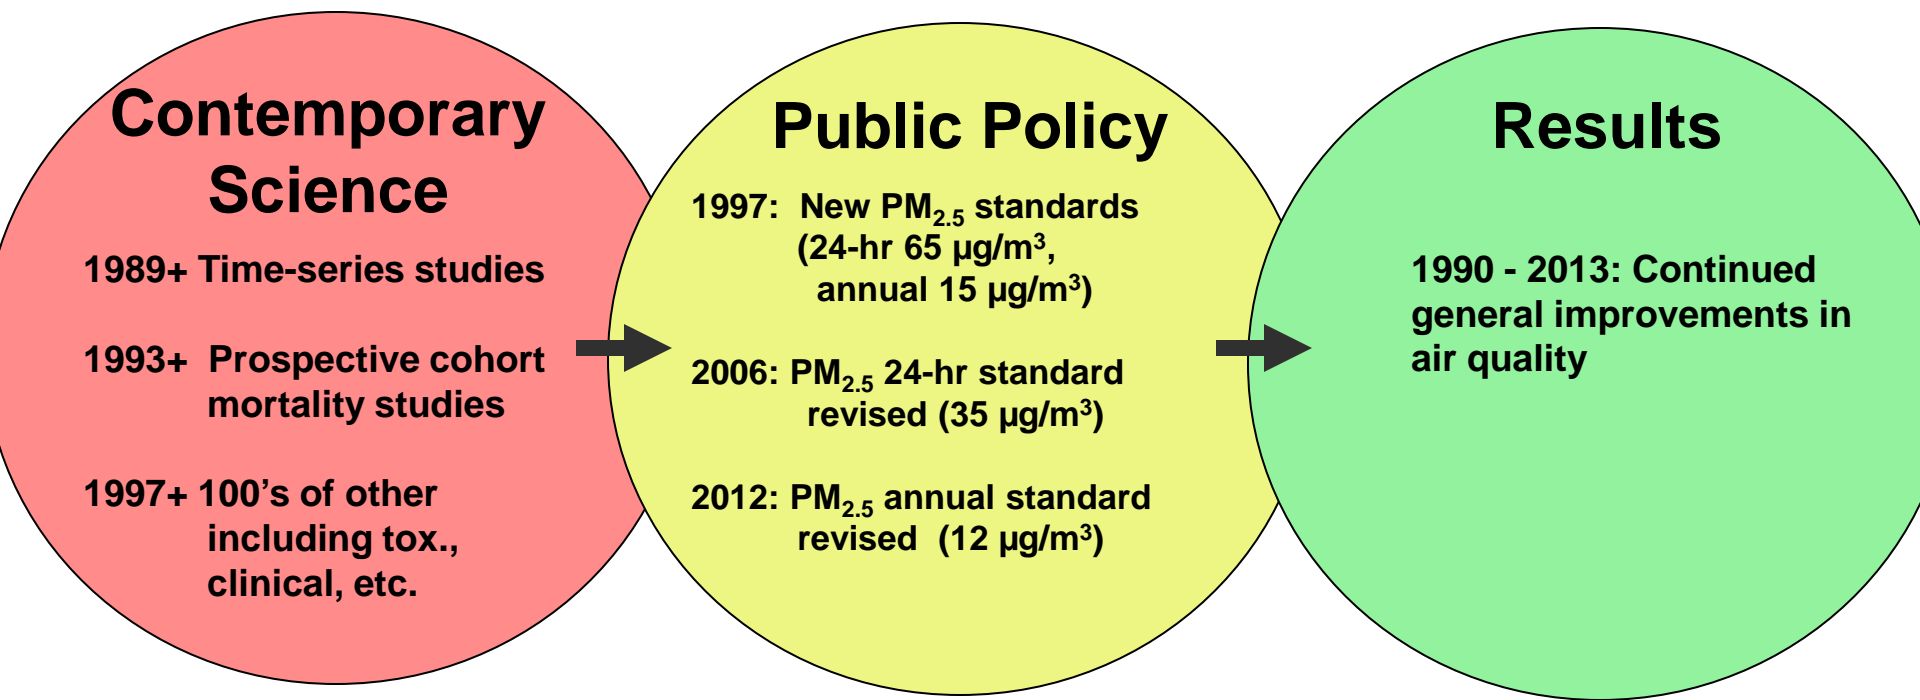 Contemporary
Science
1989+ Time-series studies
1993+ Prospective cohort
mortality studies
1997+ 100’s of other
including tox.,
clinical, etc.
Public Policy
1997: New PM2.5 standards
(24-hr 65 µg/m³,
annual 15 µg/m³)
2006: PM2.5 24-hr standard
revised (35 µg/m³)
2012: PM2.5 annual standard
revised (12 µg/m³)
Results
1990 - 2013: Continued
general improvements in
air quality